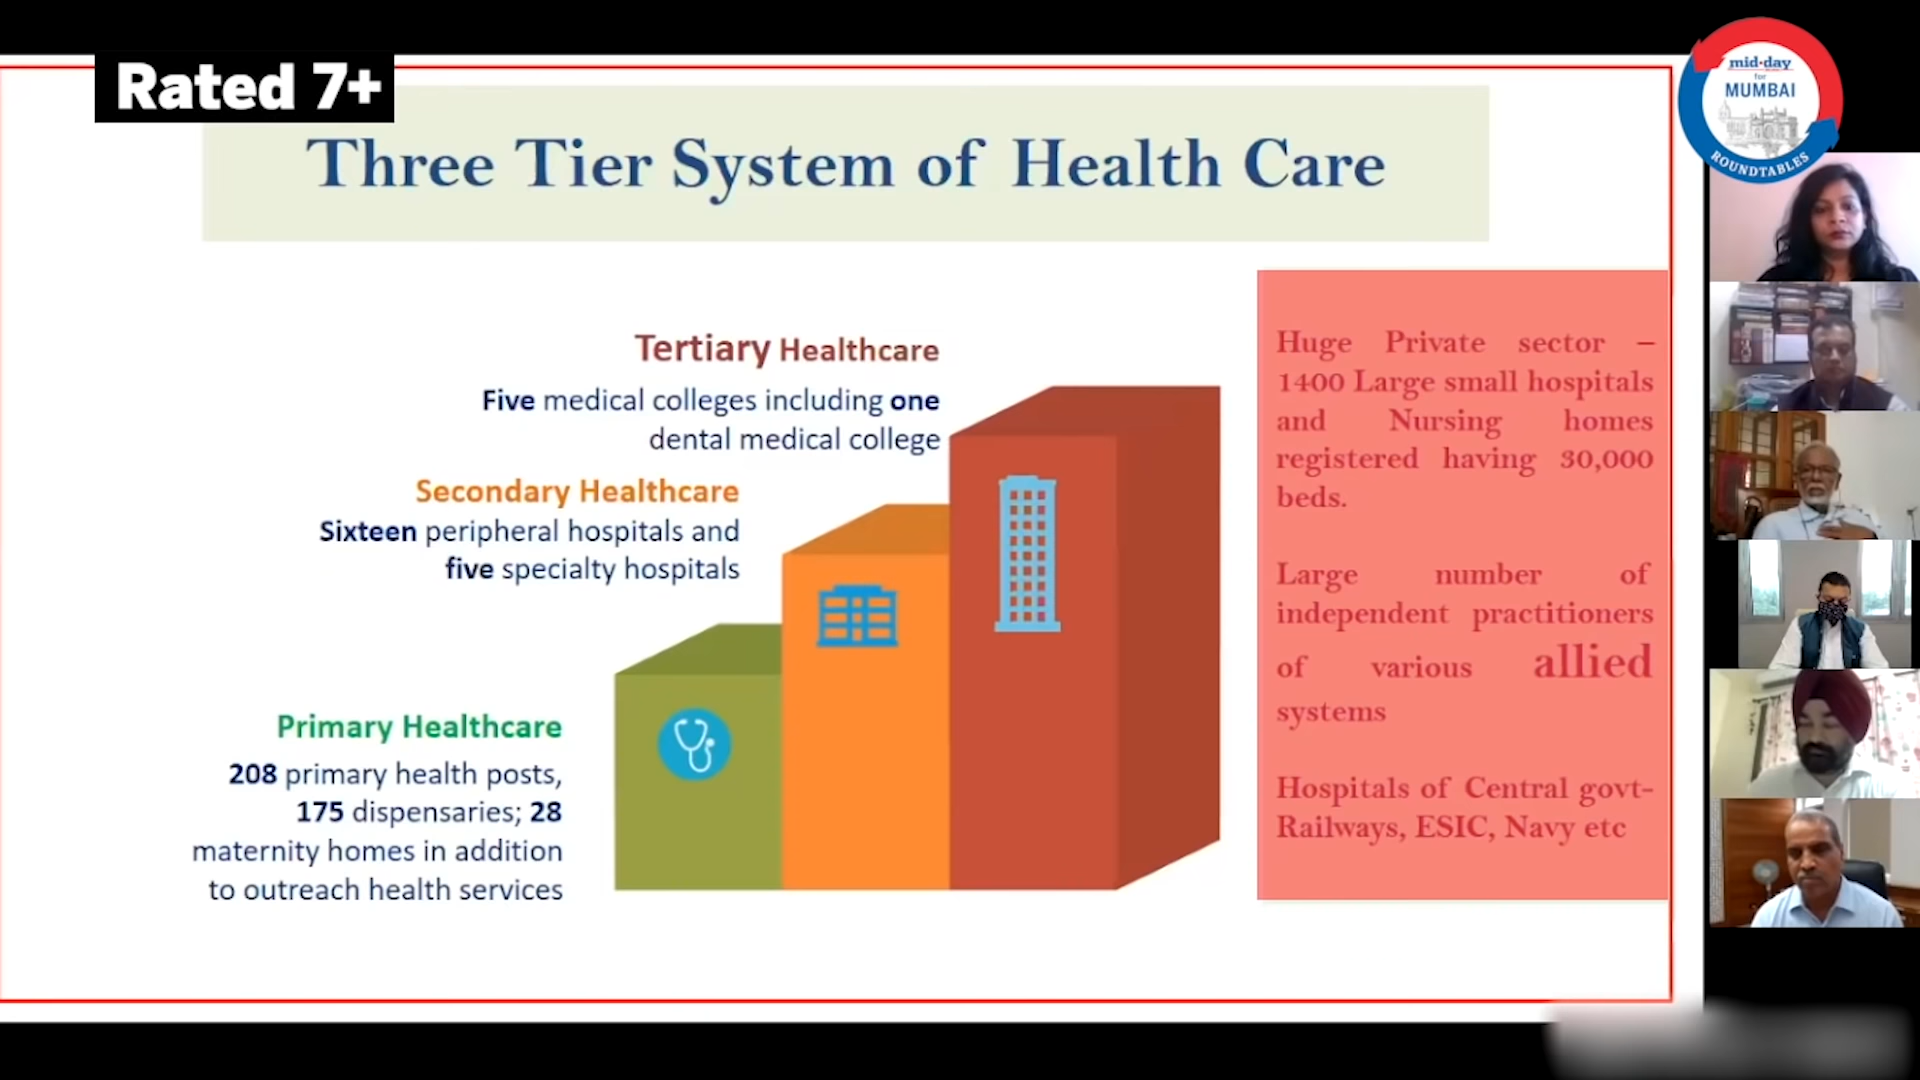 Rated 7+
mid-day
for
MUMBAI
ROUNDTABLES
Three Tier System of Health Care
Tertiary Healthcare
Five medical colleges including one
dental medical college
Secondary Healthcare
Sixteen peripheral hospitals and
five specialty hospitals
Primary Healthcare
208 primary health posts,
175 dispensaries; 28
maternity homes in addition
to outreach health services
Huge Private sector –
1400 Large small hospitals
and Nursing homes
registered having 30,000
beds.
Large number of
independent practitioners
of various allied
systems
Hospitals of Central govt-
Railways, ESIC, Navy etc